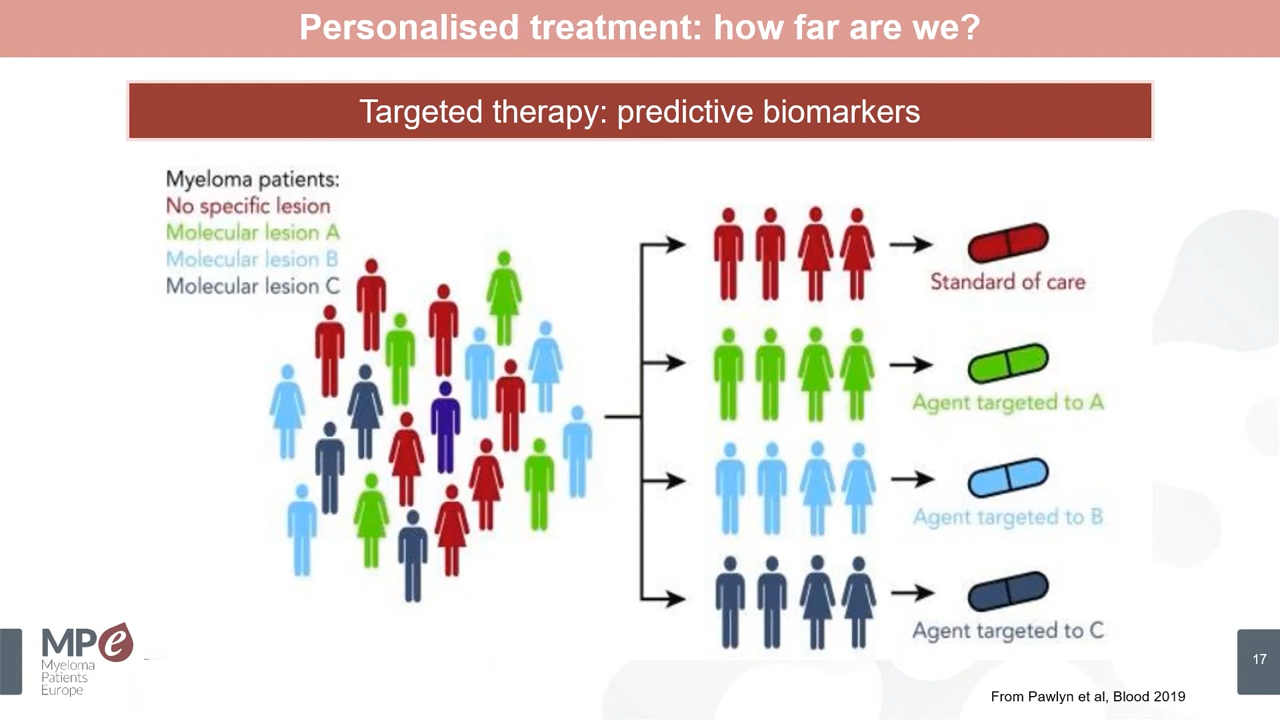 Personalised treatment: how far are we?
Targeted therapy: predictive biomarkers
Myeloma patients:
No specific lesion
Molecular lesion A
Molecular lesion B
Molecular lesion C
Standard of care
Agent targeted to A
Agent targeted to B
Agent targeted to C
MPe
Myeloma
Patients
Europe
From Pawlyn et al, Blood 2019
17